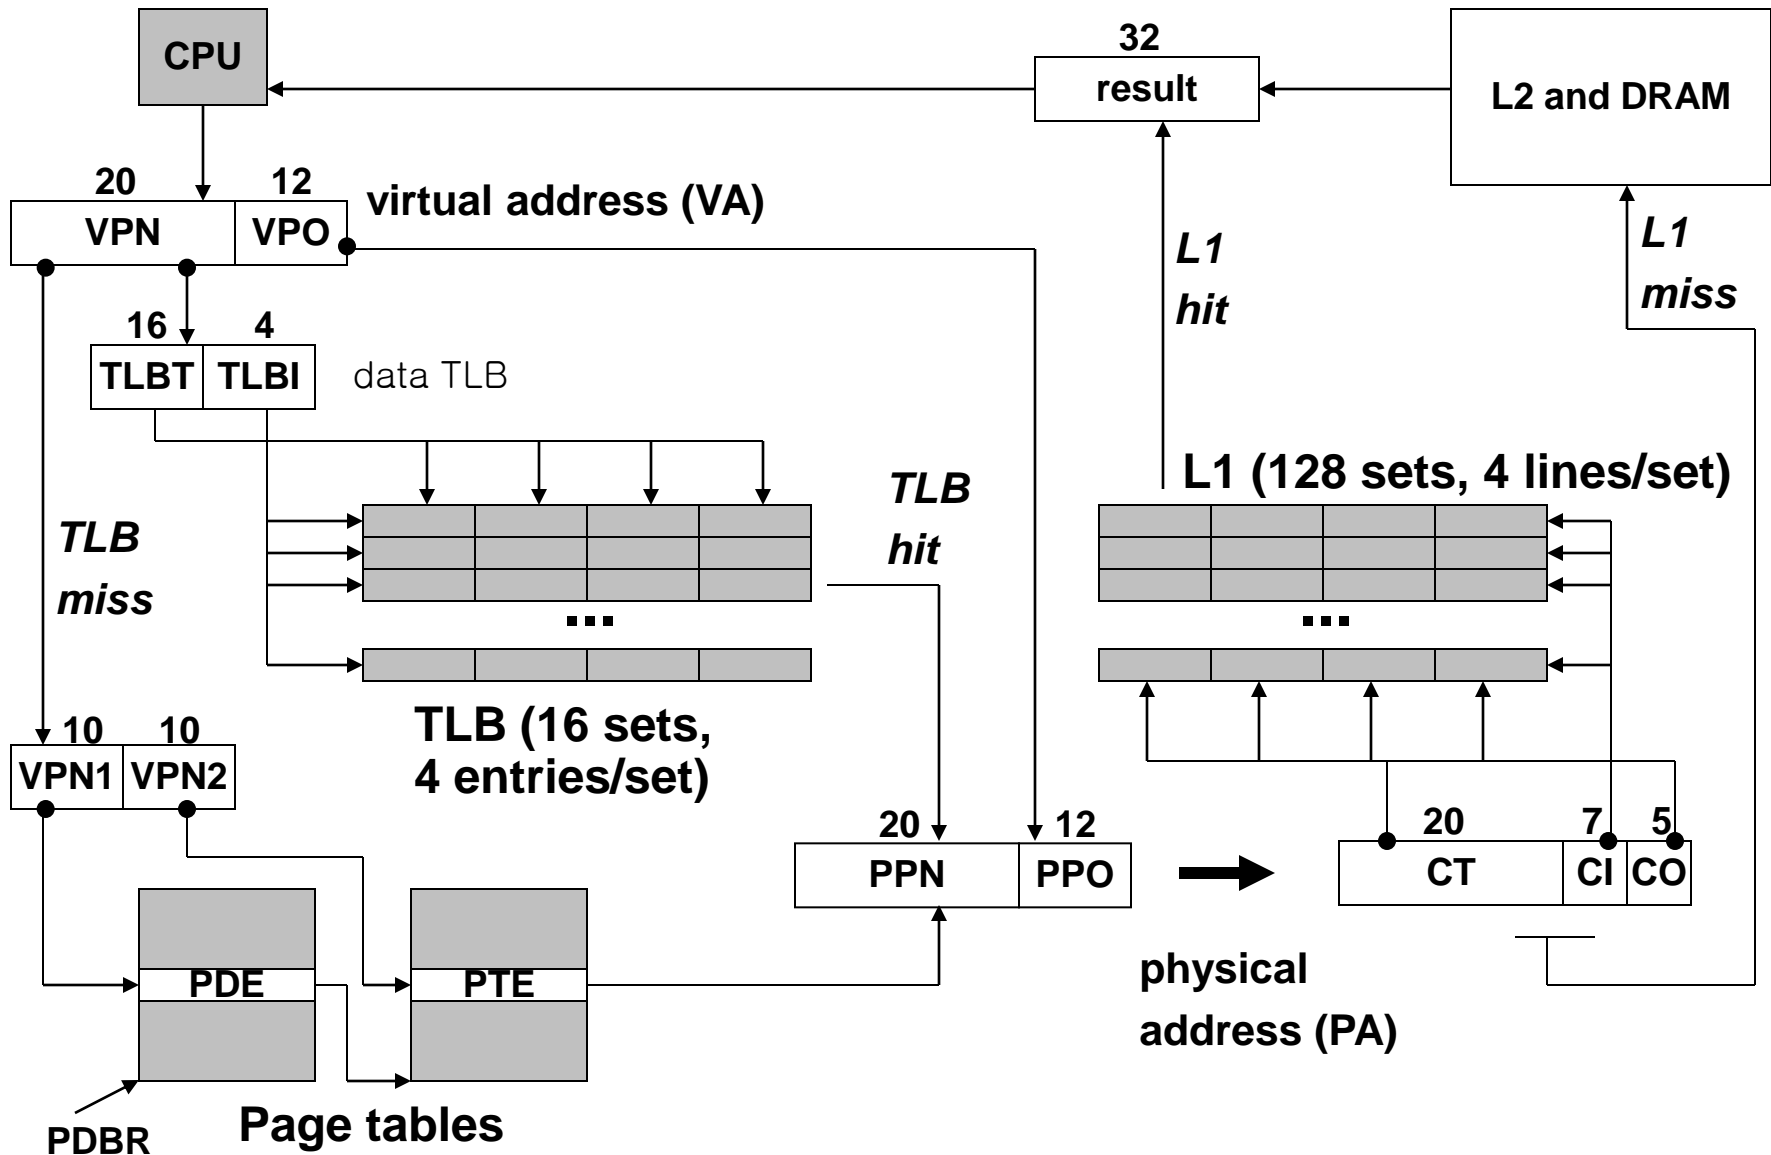 CPU
32
result
L2 and DRAM
20
12
VPN
VPO
virtual address (VA)
L1
hit
L1
miss
16
4
TLBT
TLBI
data TLB
TLB
miss
TLB
hit
L1 (128 sets, 4 lines/set)
...
...
TLB (16 sets,
4 entries/set)
10
10
VPN1
VPN2
20
12
PPN
PPO
20
7
5
CT
CI
CO
PDE
PTE
physical
address (PA)
PDBR
Page tables